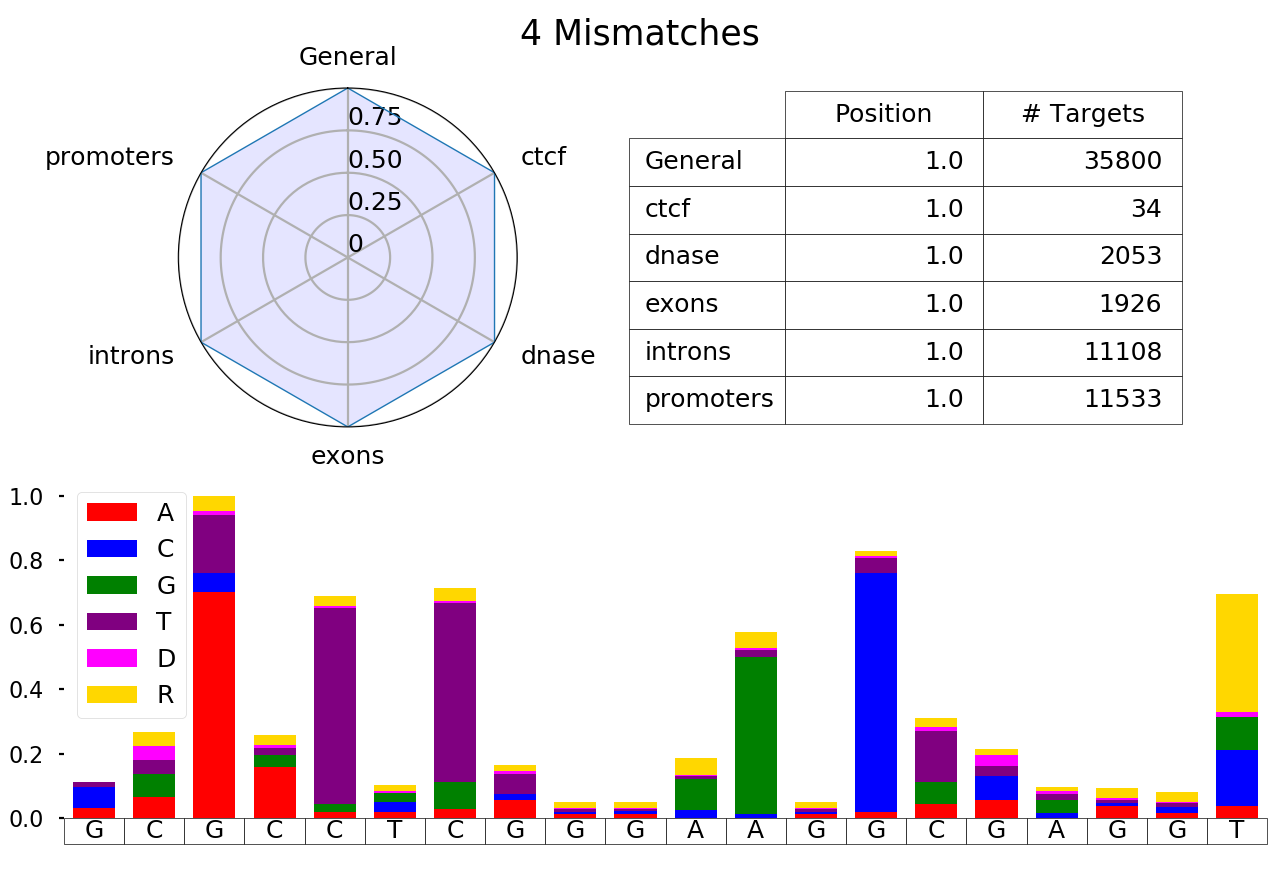 4 Mismatches
General
0.75
promoters
ctcf
0.50
0.25
0
introns
dnase
exons
Position # Targets
General 1.0 35800
ctcf 1.0 34
dnase 1.0 2053
exons 1.0 1926
introns 1.0 11108
promoters 1.0 11533
1.0
0.8
0.6
0.4
0.2
0.0
A
C
G
T
D
R
G C G C C T C G G G A A G G C G A G G T